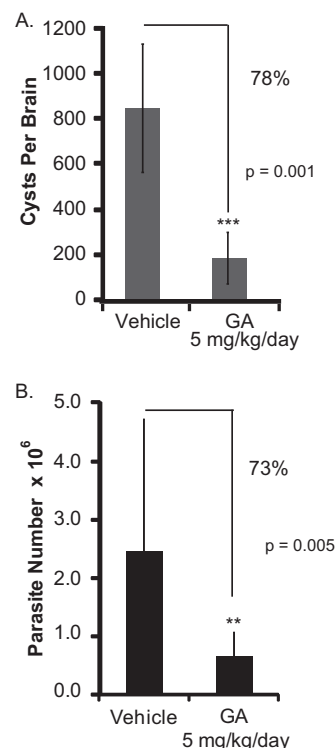 A.
Cysts Per Brain
1200
1000
800
600
400
200
0
78%
p = 0.001
***
Vehicle
GA
5 mg/kg/day
B.
Parasite Number x 10⁶
5.0
4.0
3.0
2.0
1.0
0.0
73%
p = 0.005
**
Vehicle
GA
5 mg/kg/day